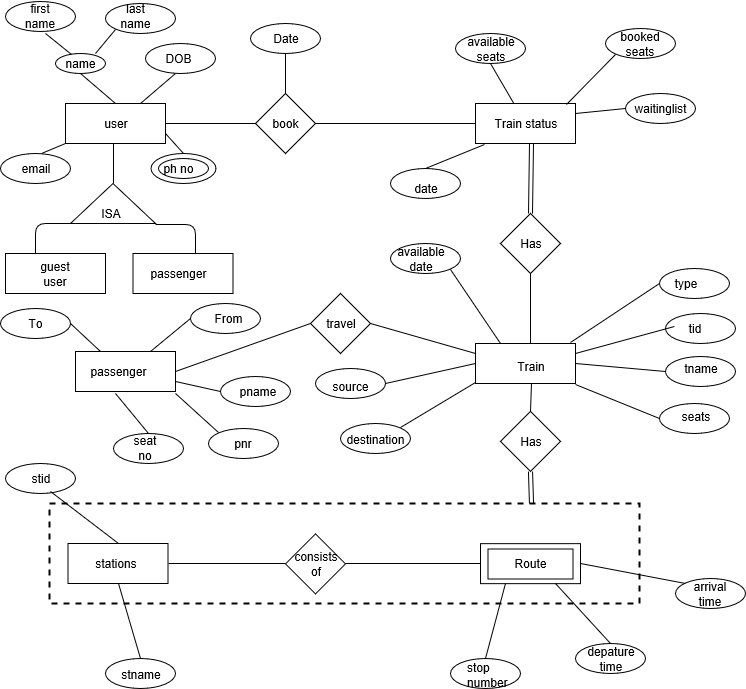 first
name
last
name
name
DOB
Date
available
seats
booked
seats
user
book
Train status
waitinglist
email
ph no
date
ISA
Has
guest
user
passenger
available
date
type
To
From
travel
tid
passenger
Train
tname
source
pname
seats
destination
seat
no
pnr
Has
stid
stations
consists
of
Route
arrival
time
stname
stop
number
depature
time